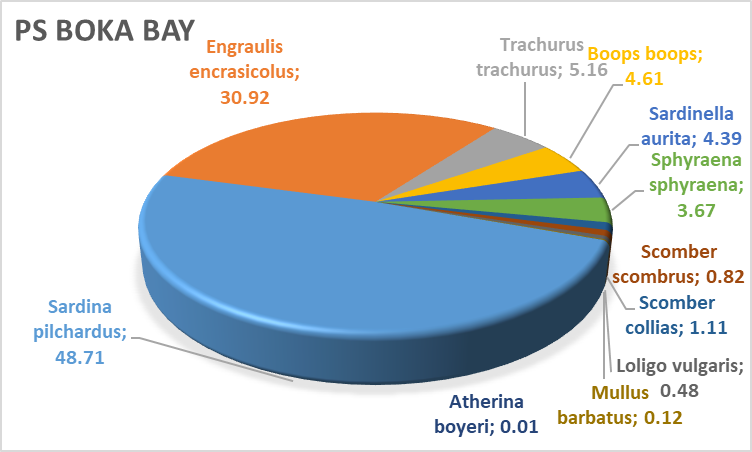 PS BOKA BAY
Engraulis
encrasicolus;
30.92
Trachurus
trachurus; 5.16
Boops boops;
4.61
Sardinella
aurita; 4.39
Sphyraena
sphyraena;
3.67
Scomber
scombrus; 0.82
Scomber
collias; 1.11
Loligo vulgaris;
0.48
Mullus
barbatus; 0.12
Atherina
boyeri; 0.01
Sardina
pilchardus;
48.71